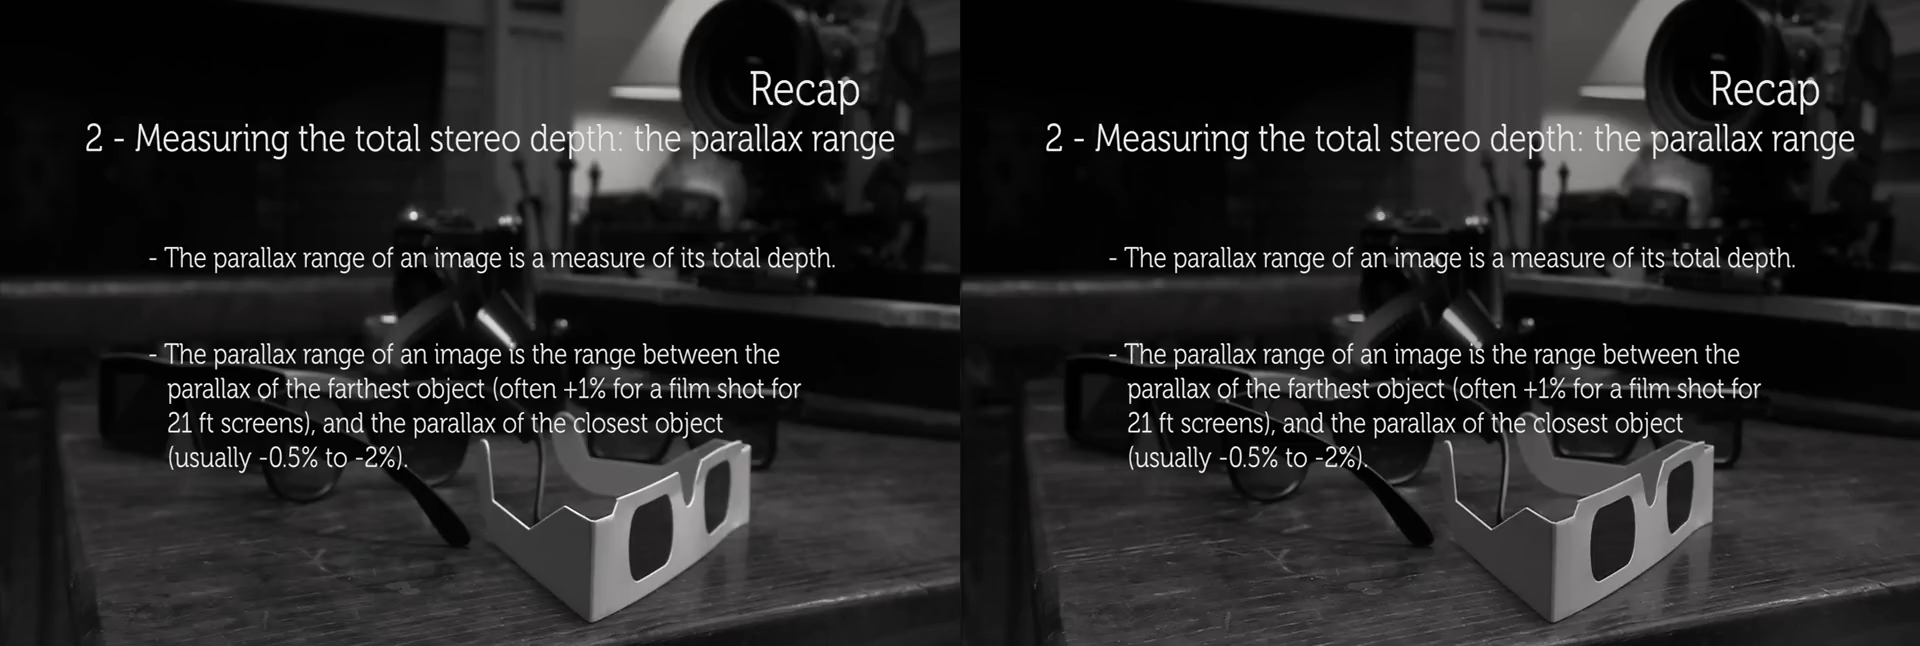 Recap
2 - Measuring the total stereo depth: the parallax range
- The parallax range of an image is a measure of its total depth.
- The parallax range of an image is the range between the
parallax of the farthest object (often +1% for a film shot for
21 ft screens), and the parallax of the closest object
(usually -0.5% to -2%).
Recap
2 - Measuring the total stereo depth: the parallax range
- The parallax range of an image is a measure of its total depth.
- The parallax range of an image is the range between the
parallax of the farthest object (often +1% for a film shot for
21 ft screens), and the parallax of the closest object
(usually -0.5% to -2%).